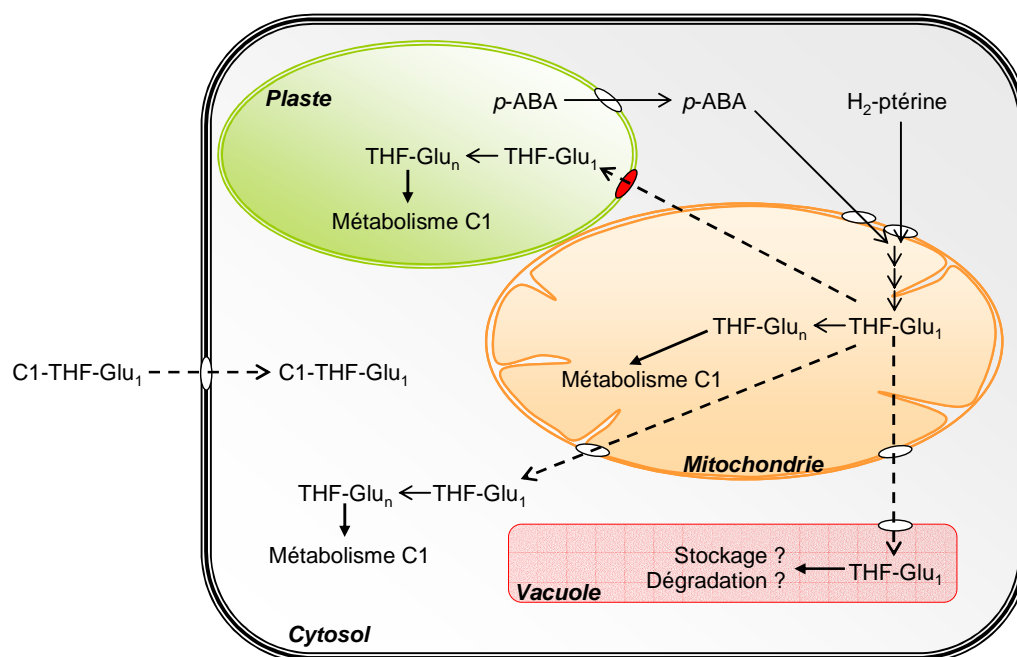 Plaste
p-ABA
p-ABA
H₂-ptérine
THF-Gluₙ
THF-Glu₁
Métabolisme C1
THF-Gluₙ
THF-Glu₁
C1-THF-Glu₁
C1-THF-Glu₁
Métabolisme C1
Mitochondrie
THF-Gluₙ
THF-Glu₁
Métabolisme C1
Stockage ?
Dégradation ?
THF-Glu₁
Vacuole
Cytosol